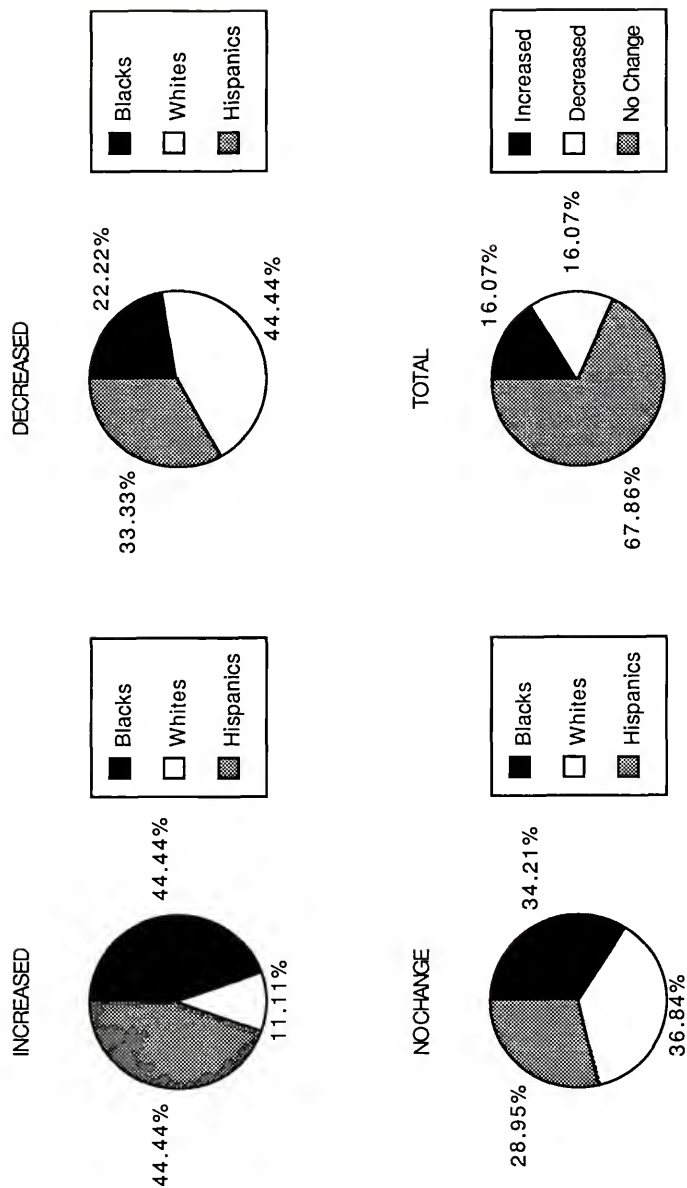 INCREASED
44.44%
44.44%
11.11%
Blacks
Whites
Hispanics
DECREASED
33.33%
22.22%
44.44%
Blacks
Whites
Hispanics
NO CHANGE
28.95%
34.21%
36.84%
Blacks
Whites
Hispanics
TOTAL
67.86%
16.07%
16.07%
Increased
Decreased
No Change